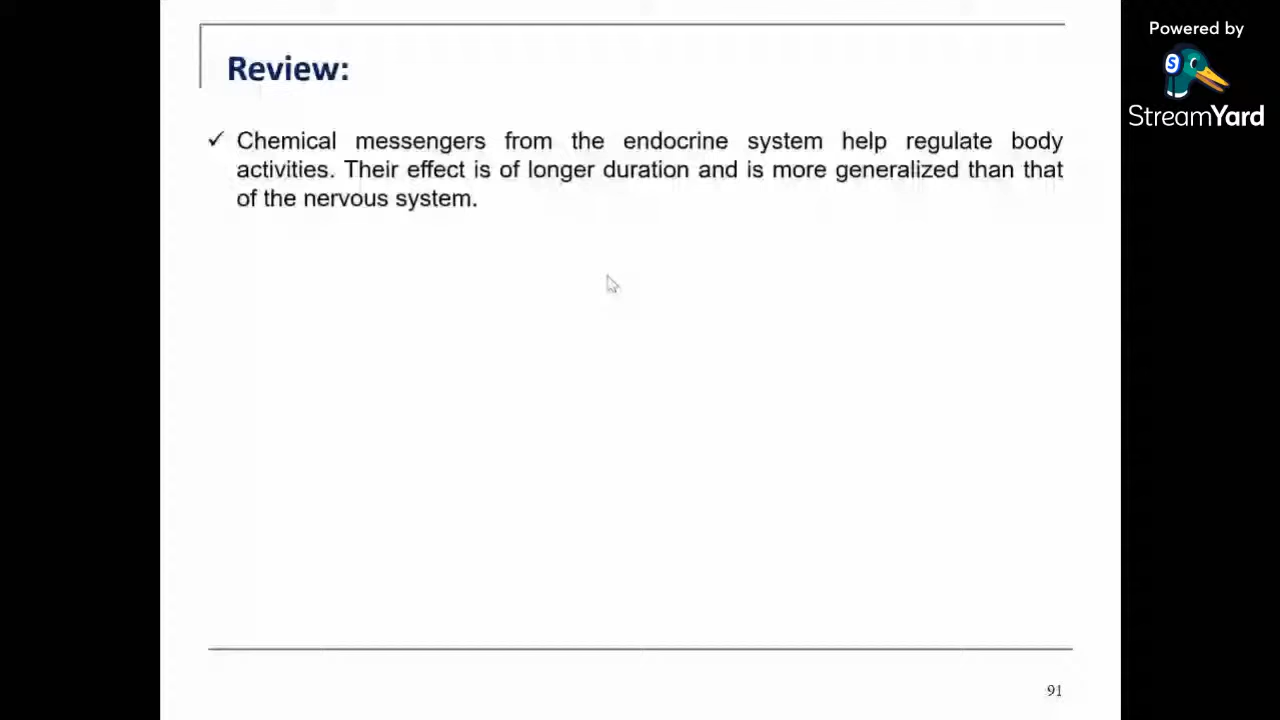 Powered by
S
StreamYard
Review:
✓ Chemical messengers from the endocrine system help regulate body
activities. Their effect is of longer duration and is more generalized than that
of the nervous system.
91